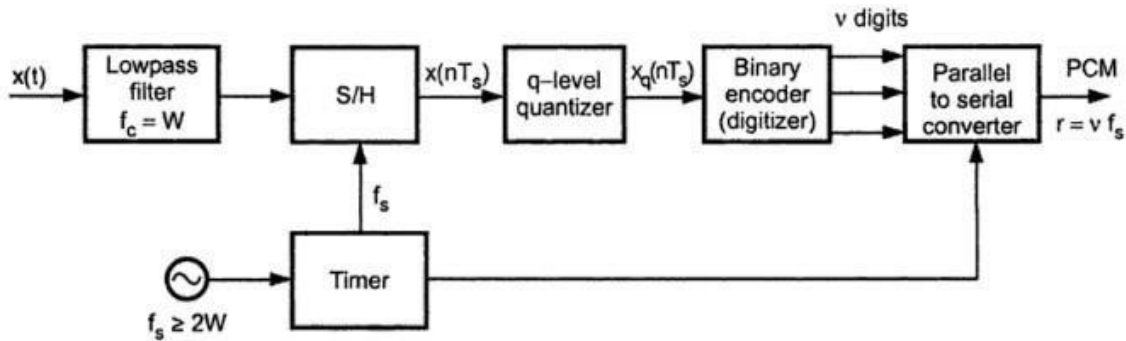 ν digits
x(t)
Lowpass
filter
f_c = W
S/H
x(nT_s)
q–level
quantizer
x_q(nT_s)
Binary
encoder
(digitizer)
Parallel
to serial
converter
PCM
r = ν f_s
f_s
Timer
f_s ≥ 2W